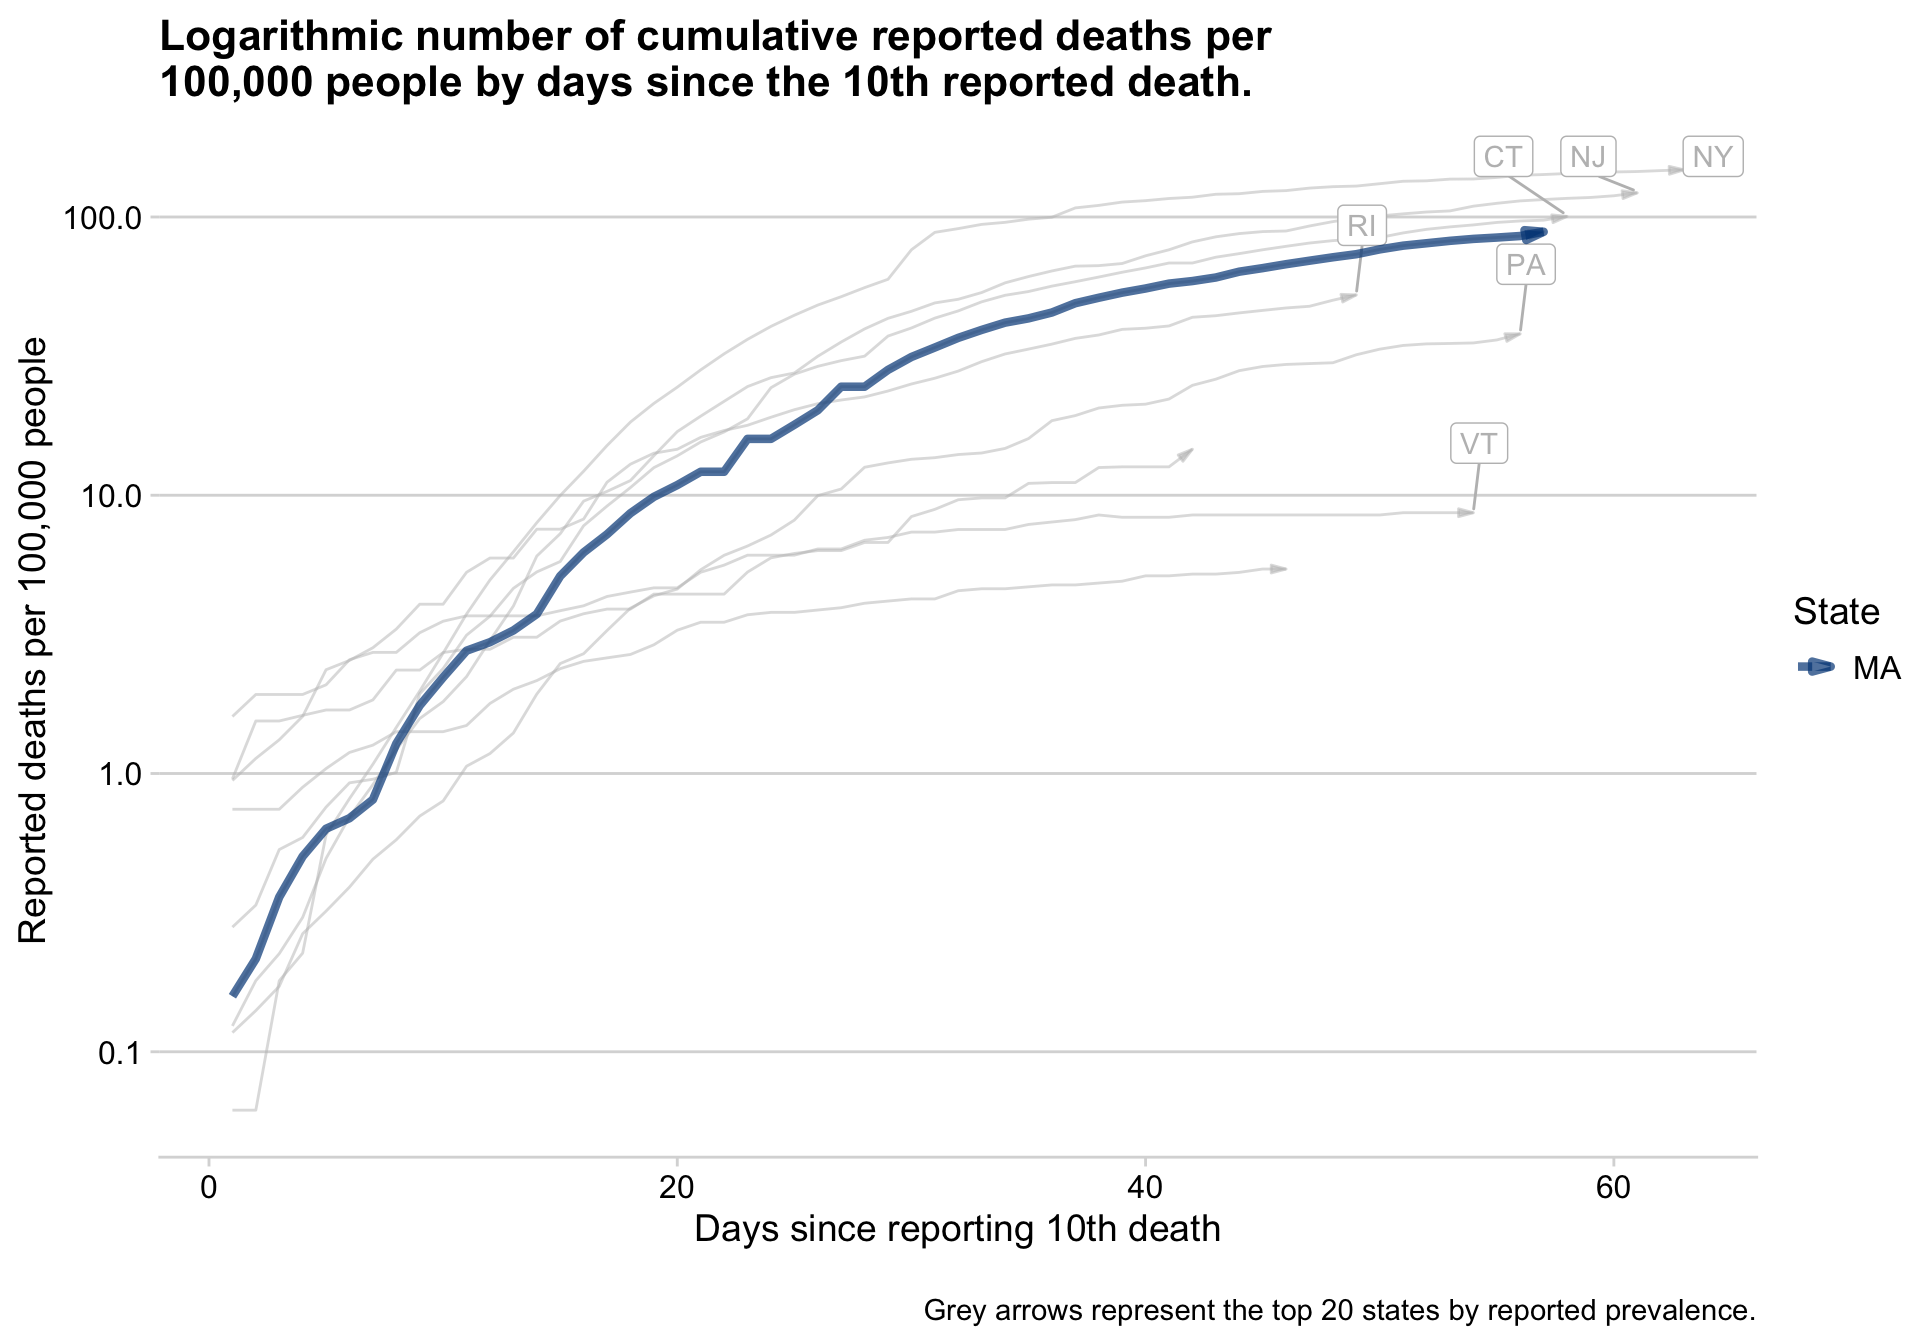 Logarithmic number of cumulative reported deaths per
100,000 people by days since the 10th reported death.
CT
NJ
NY
100.0
RI
PA
VT
10.0
1.0
0.1
Reported deaths per 100,000 people
State
MA
0
20
40
60
Days since reporting 10th death
Grey arrows represent the top 20 states by reported prevalence.